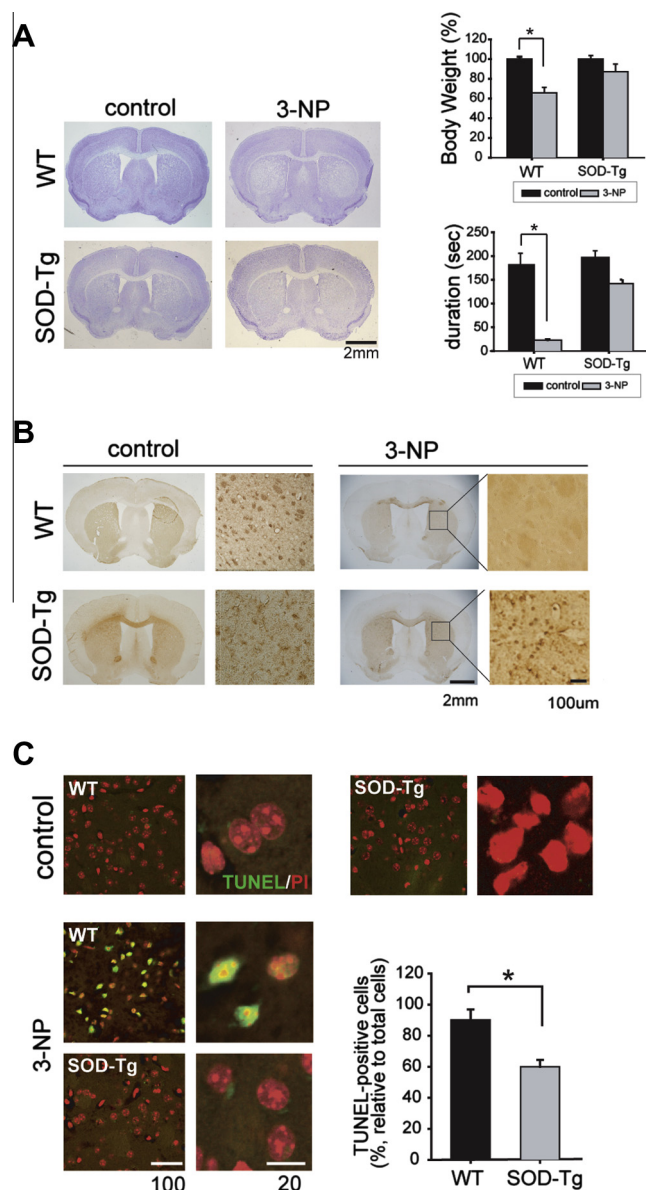 A
control
3-NP
WT
SOD-Tg
2mm
Body Weight (%)
120
100
80
60
40
20
0
*
WT
SOD-Tg
control
3-NP
duration (sec)
250
200
150
100
50
0
*
WT
SOD-Tg
control
3-NP
B
control
3-NP
WT
SOD-Tg
2mm
100um
C
control
WT
TUNEL/PI
SOD-Tg
3-NP
WT
SOD-Tg
100
20
TUNEL-positive cells
(%, relative to total cells)
120
100
80
60
40
20
0
*
WT
SOD-Tg